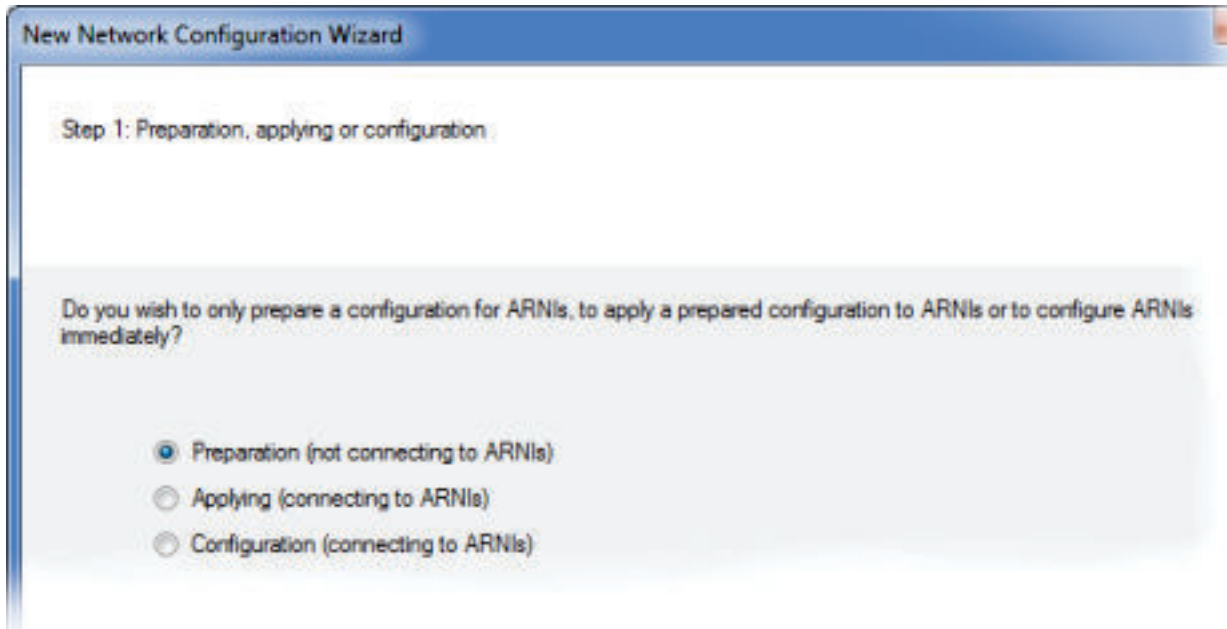 New Network Configuration Wizard
Step 1: Preparation, applying or configuration
Do you wish to only prepare a configuration for ARNIs, to apply a prepared configuration to ARNIs or to configure ARNIs
immediately?
Preparation (not connecting to ARNIs)
Applying (connecting to ARNIs)
Configuration (connecting to ARNIs)